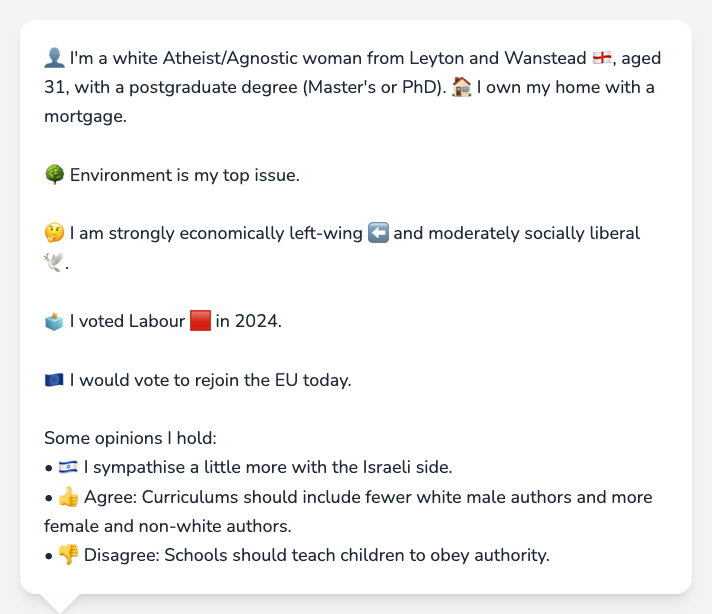 👤 I'm a white Atheist/Agnostic woman from Leyton and Wanstead 🏴󠁧󠁢󠁥󠁮󠁧󠁿, aged
31, with a postgraduate degree (Master's or PhD). 🏠 I own my home with a
mortgage.
🌳 Environment is my top issue.
🤔 I am strongly economically left-wing ⬅️ and moderately socially liberal
🕊️.
🗳️ I voted Labour 🟥 in 2024.
🇪🇺 I would vote to rejoin the EU today.
Some opinions I hold:
• 🇮🇱 I sympathise a little more with the Israeli side.
• 👍 Agree: Curriculums should include fewer white male authors and more
female and non-white authors.
• 👎 Disagree: Schools should teach children to obey authority.